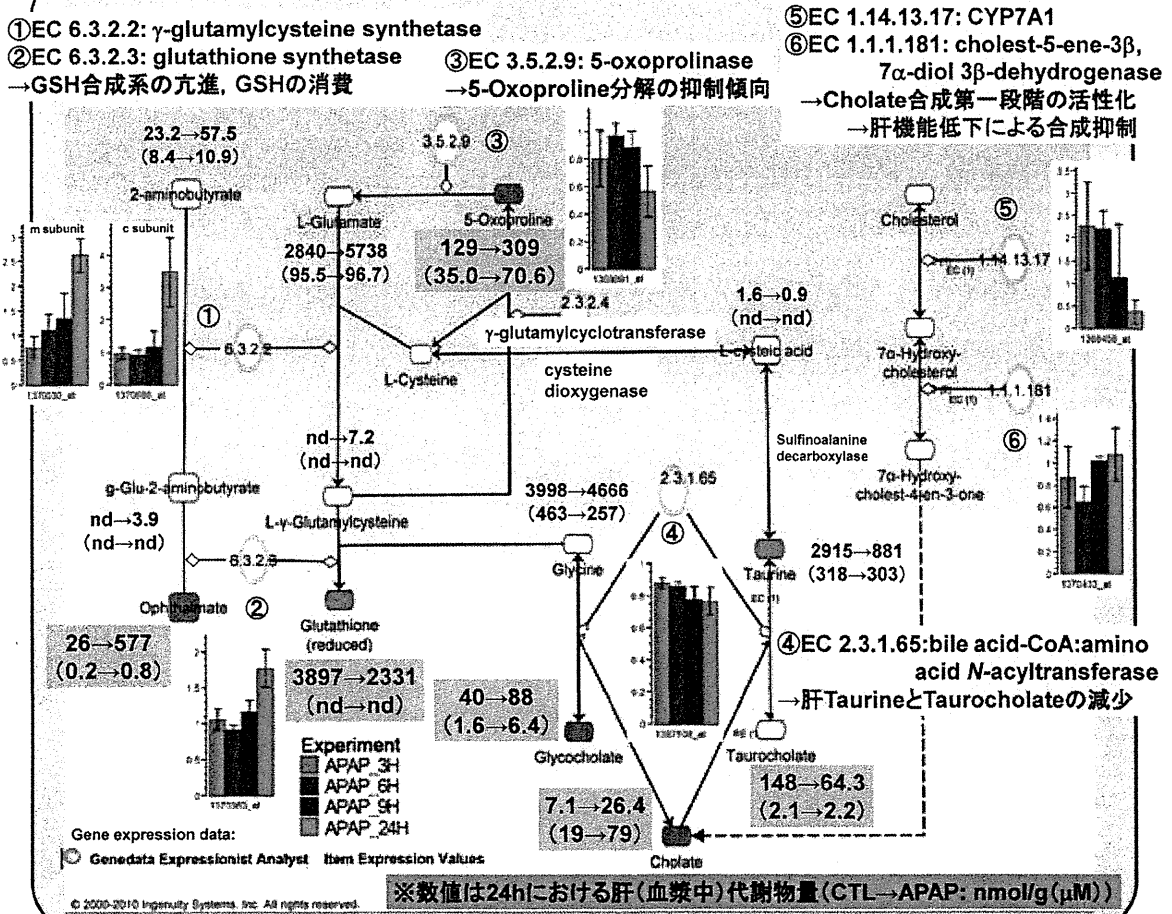 ①EC 6.3.2.2: γ-glutamylcysteine synthetase
②EC 6.3.2.3: glutathione synthetase
→GSH合成系の亢進, GSHの消費
③EC 3.5.2.9: 5-oxoprolinase
→5-Oxoproline分解の抑制傾向
⑤EC 1.14.13.17: CYP7A1
⑥EC 1.1.1.181: cholest-5-ene-3β,
7α-diol 3β-dehydrogenase
→Cholate合成第一段階の活性化
→肝機能低下による合成抑制
23.2→57.5
(8.4→10.9)
2-aminobutyrate
3.5.2.9
③
L-Glutamate
5-Oxoproline
2840→5738
(95.5→96.7)
129→309
(35.0→70.6)
Cholesterol
⑤
1.14.13.17
m subunit
c subunit
①
6.3.2.2
2.3.2.4
γ-glutamylcyclotransferase
L-Cysteine
cysteine
dioxygenase
1.6→0.9
(nd→nd)
L-cysteic acid
7α-Hydroxy-
cholesterol
1.1.1.181
⑥
Sulfinoalanine
decarboxylase
7α-Hydroxy-
cholest-4-en-3-one
nd→7.2
(nd→nd)
g-Glu-2-aminobutyrate
L-γ-Glutamylcysteine
nd→3.9
(nd→nd)
6.3.2.3
3998→4666
(463→257)
Glycine
2.3.1.65
④
Taurine
2915→881
(318→303)
Ophthalmate
②
26→577
(0.2→0.8)
Glutathione
(reduced)
3897→2331
(nd→nd)
40→88
(1.6→6.4)
Glycocholate
④EC 2.3.1.65:bile acid-CoA:amino
acid N-acyltransferase
→肝TaurineとTaurocholateの減少
Taurocholate
148→64.3
(2.1→2.2)
7.1→26.4
(19→79)
Cholate
Experiment
APAP_3H
APAP_6H
APAP_9H
APAP_24H
Gene expression data:
Genedata Expressionist Analyst Item Expression Values
© 2000-2010 Ingenuity Systems, Inc. All rights reserved.
※数値は24hにおける肝(血漿中)代謝物量(CTL→APAP: nmol/g(μM))